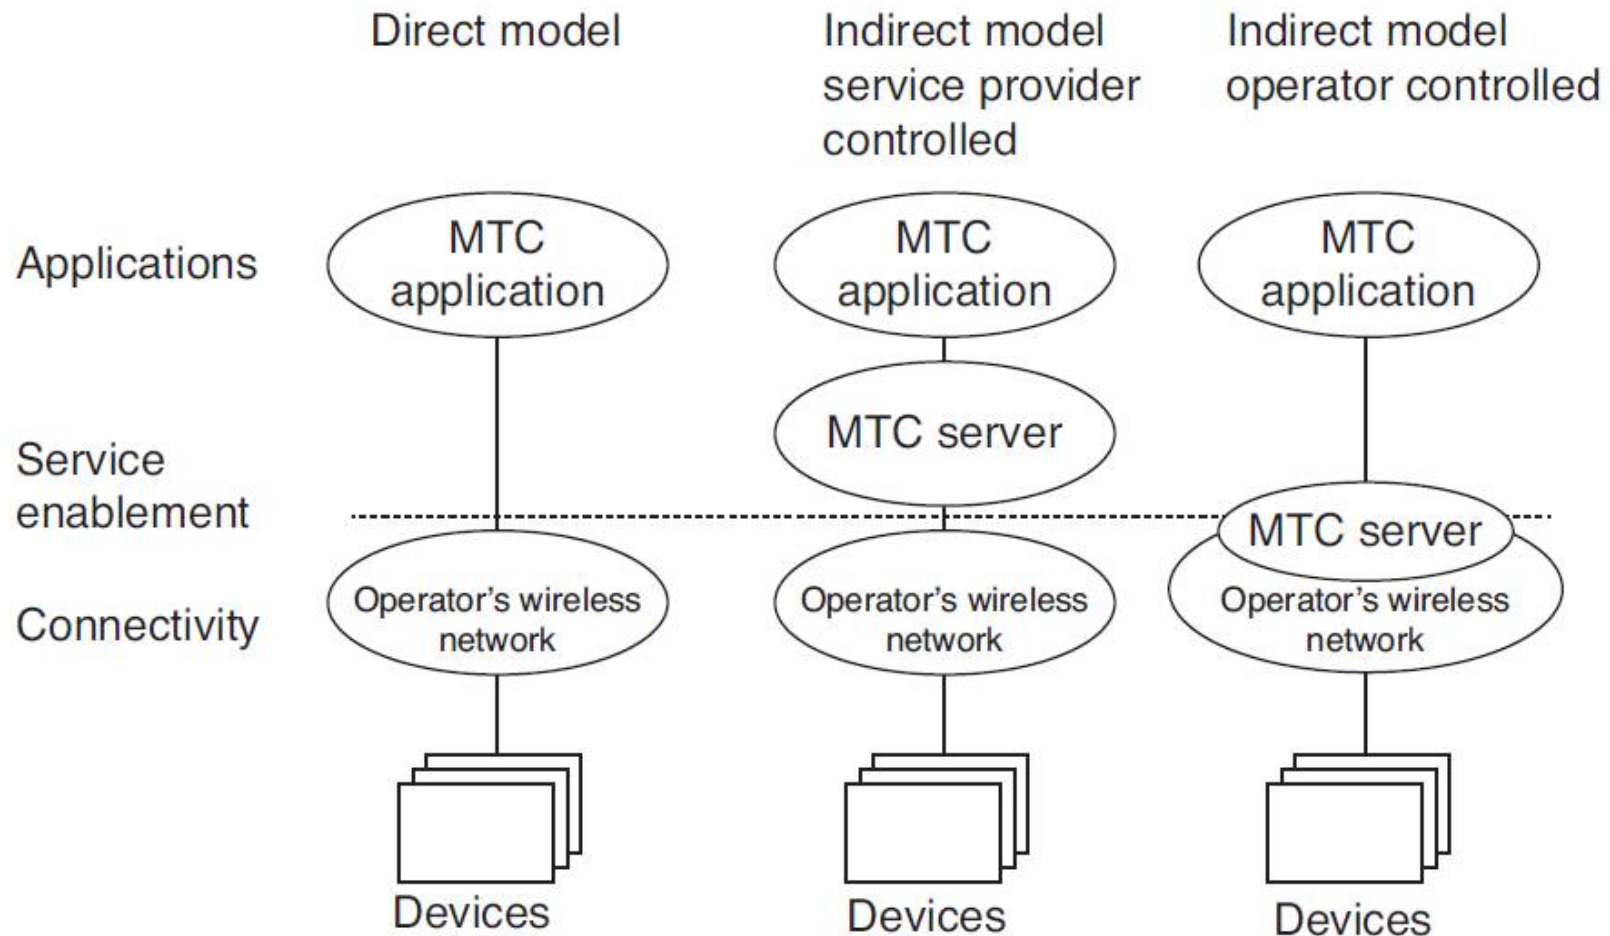 Direct model
Indirect model
service provider
controlled
Indirect model
operator controlled
Applications
MTC
application
MTC
application
MTC
application
MTC server
Service
enablement
MTC server
Connectivity
Operator’s wireless
network
Operator’s wireless
network
Operator’s wireless
network
Devices
Devices
Devices